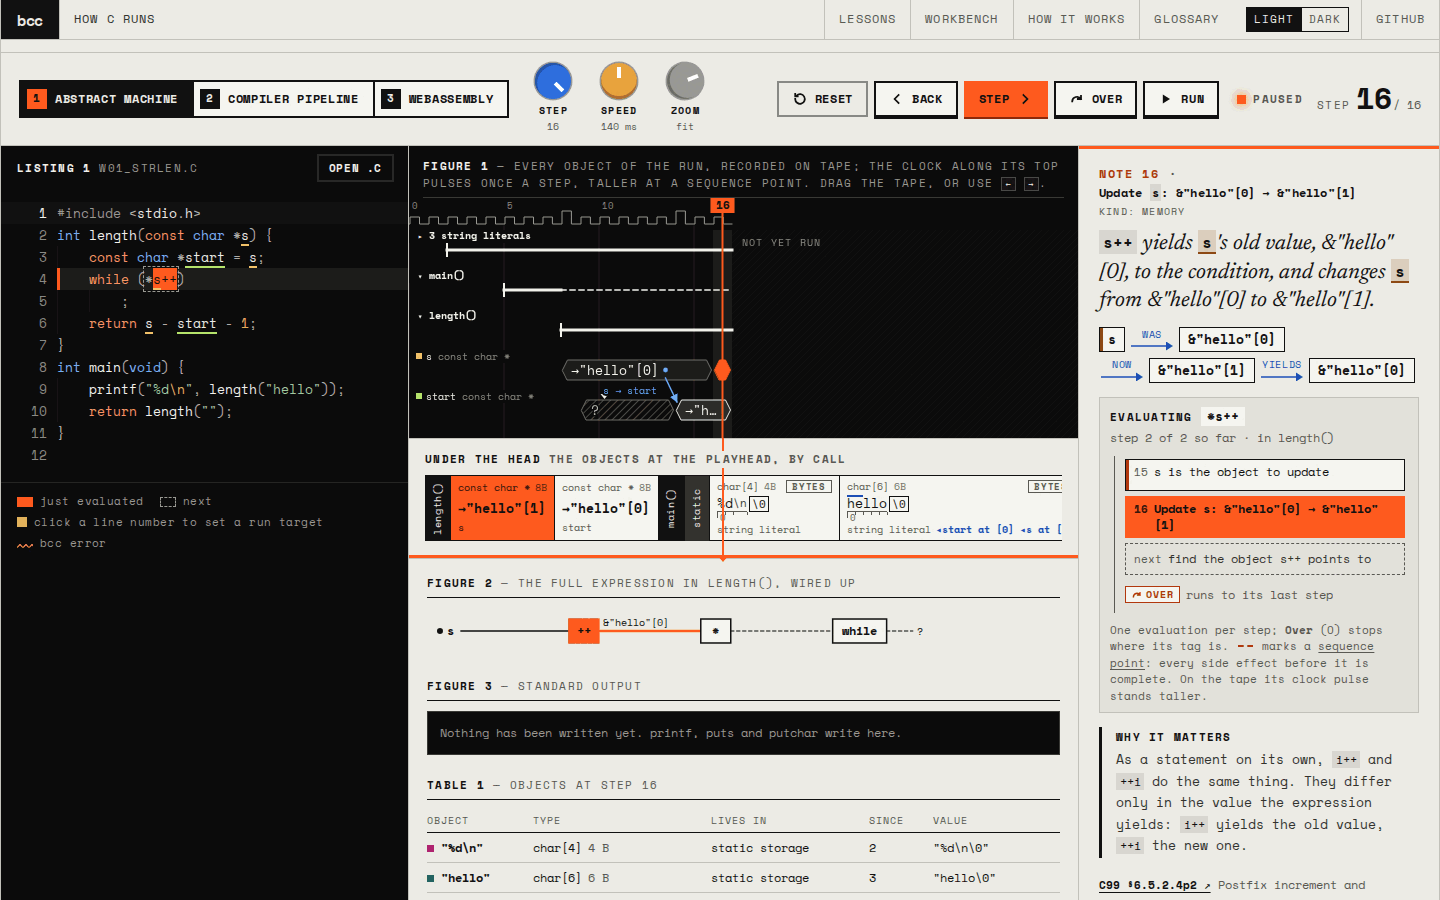 bcc HOW C RUNS LESSONS WORKBENCH HOW IT WORKS GLOSSARY LIGHT DARK GITHUB
1 ABSTRACT MACHINE 2 COMPILER PIPELINE 3 WEBASSEMBLY
STEP SPEED ZOOM
16 140 ms fit
RESET BACK STEP OVER RUN PAUSED STEP 16 / 16
LISTING 1 W01_STRLEN.C OPEN .C
1 #include <stdio.h>
2 int length(const char *s) {
3 const char *start = s;
4 while (*s++)
5 ;
6 return s - start - 1;
7 }
8 int main(void) {
9 printf("%d\n", length("hello"));
10 return length("");
11 }
12
just evaluated next
click a line number to set a run target
bcc error
FIGURE 1 — EVERY OBJECT OF THE RUN, RECORDED ON TAPE; THE CLOCK ALONG ITS TOP
PULSES ONCE A STEP, TALLER AT A SEQUENCE POINT. DRAG THE TAPE, OR USE ← →.
0 5 10 16
3 string literals NOT YET RUN
main()
length()
s const char *
→"hello"[0]
s → start
start const char *
? →"h…
UNDER THE HEAD THE OBJECTS AT THE PLAYHEAD, BY CALL
length()
const char * 8B
→"hello"[1]
s
const char * 8B
→"hello"[0]
start
main()
static
char[4] 4B BYTES
%d\n\0
0
string literal
char[6] 6B BYTES
hello\0
0
string literal ◂start at [0] ◂s at [
FIGURE 2 — THE FULL EXPRESSION IN LENGTH(), WIRED UP
s ++ &"hello"[0] * while ?
FIGURE 3 — STANDARD OUTPUT
Nothing has been written yet. printf, puts and putchar write here.
TABLE 1 — OBJECTS AT STEP 16
OBJECT TYPE LIVES IN SINCE VALUE
"%d\n" char[4] 4 B static storage 2 "%d\n\0"
"hello" char[6] 6 B static storage 3 "hello\0"
NOTE 16 ·
Update s: &"hello"[0] → &"hello"[1]
KIND: MEMORY
s++ yields s's old value, &"hello"
[0], to the condition, and changes s
from &"hello"[0] to &"hello"[1].
s WAS &"hello"[0]
NOW &"hello"[1] YIELDS &"hello"[0]
EVALUATING *s++
step 2 of 2 so far · in length()
15 s is the object to update
16 Update s: &"hello"[0] → &"hello"
[1]
next find the object s++ points to
OVER runs to its last step
One evaluation per step; Over (O) stops
where its tag is. -- marks a sequence
point: every side effect before it is
complete. On the tape its clock pulse
stands taller.
WHY IT MATTERS
As a statement on its own, i++ and
++i do the same thing. They differ
only in the value the expression
yields: i++ yields the old value,
++i the new one.
C99 §6.5.2.4p2 ↗ Postfix increment and